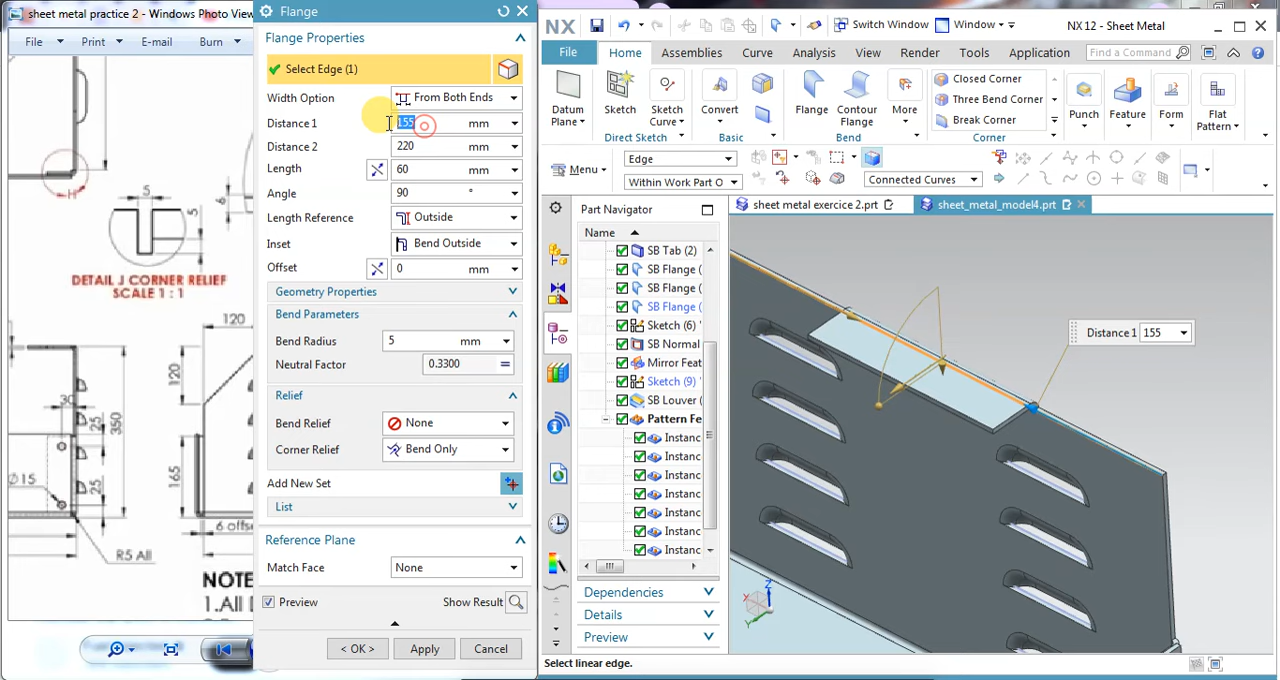 sheet metal practice 2 - Windows Photo View
File Print E-mail Burn
H
5
5
6
DETAIL J CORNER RELIEF
SCALE 1 : 1
120
120
30
25
350
165
Ø15
25
6 offs
R5 All
NOTE
Flange
Flange Properties
Select Edge (1)
Width Option From Both Ends
Distance 1 155 mm
Distance 2 220 mm
Length 60 mm
Angle 90 °
Length Reference Outside
Inset Bend Outside
Offset 0 mm
Geometry Properties
Bend Parameters
Bend Radius 5 mm
Neutral Factor 0.3300 =
Relief
Bend Relief None
Corner Relief Bend Only
Add New Set
List
Reference Plane
Match Face None
Preview Show Result
< OK > Apply Cancel
NX Switch Window Window NX 12 - Sheet Metal
File Home Assemblies Curve Analysis View Render Tools Application Find a Command
Datum Plane Sketch Sketch Curve Convert Flange Contour Flange More
Closed Corner
Three Bend Corner
Break Corner
Punch Feature Form Flat Pattern
Direct Sketch Basic Bend Corner
Menu Edge
Within Work Part O Connected Curves
Part Navigator
sheet metal exercice 2.prt sheet_metal_model4.prt
Name
SB Tab (2)
SB Flange (
SB Flange (
SB Flange (
Sketch (6) '
SB Normal
Mirror Feat
Sketch (9) '
SB Louver (
Pattern Fe
Instanc
Instanc
Instanc
Instanc
Instanc
Instanc
Instanc
Dependencies
Details
Preview
Distance 1 155
Z
X
Y
Select linear edge.